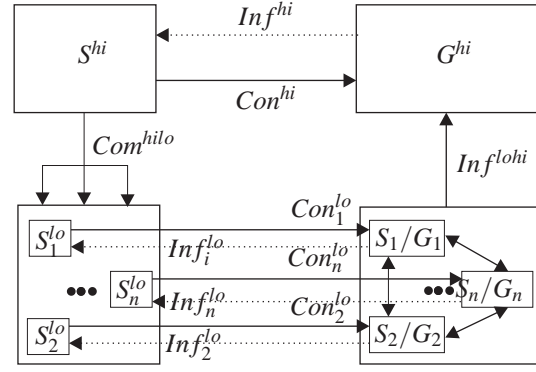 Inf^{hi}
S^{hi}
G^{hi}
Con^{hi}
Com^{hilo}
Inf^{lohi}
Con_1^{lo}
S_1^{lo}
S_1/G_1
Inf_i^{lo}
Con_n^{lo}
S_n^{lo}
S_n/G_n
Inf_n^{lo}
Con_2^{lo}
S_2^{lo}
S_2/G_2
Inf_2^{lo}